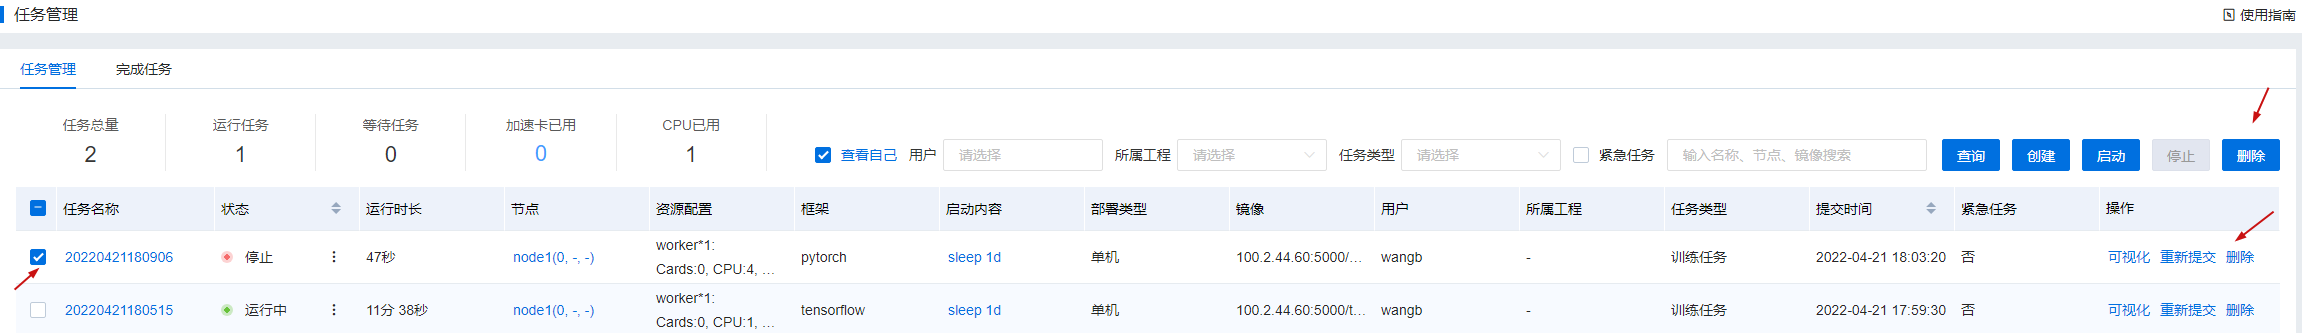 任务管理
使用指南
任务管理 完成任务
任务总量 运行任务 等待任务 加速卡已用 CPU已用
2 1 0 0 1
查看自己 用户 请选择 所属工程 请选择 任务类型 请选择 紧急任务 输入名称、节点、镜像搜索 查询 创建 启动 停止 删除
任务名称 状态 运行时长 节点 资源配置 框架 启动内容 部署类型 镜像 用户 所属工程 任务类型 提交时间 紧急任务 操作
worker*1:
20220421180906 停止 47秒 node1(0, -, -) pytorch sleep 1d 单机 100.2.44.60:5000/... wangb - 训练任务 2022-04-21 18:03:20 否 可视化 重新提交 删除
Cards:0, CPU:4, ...
worker*1:
20220421180515 运行中 11分 38秒 node1(0, -, -) tensorflow sleep 1d 单机 100.2.44.60:5000/t... wangb - 训练任务 2022-04-21 17:59:30 否 可视化 重新提交 删除
Cards:0, CPU:1, ...